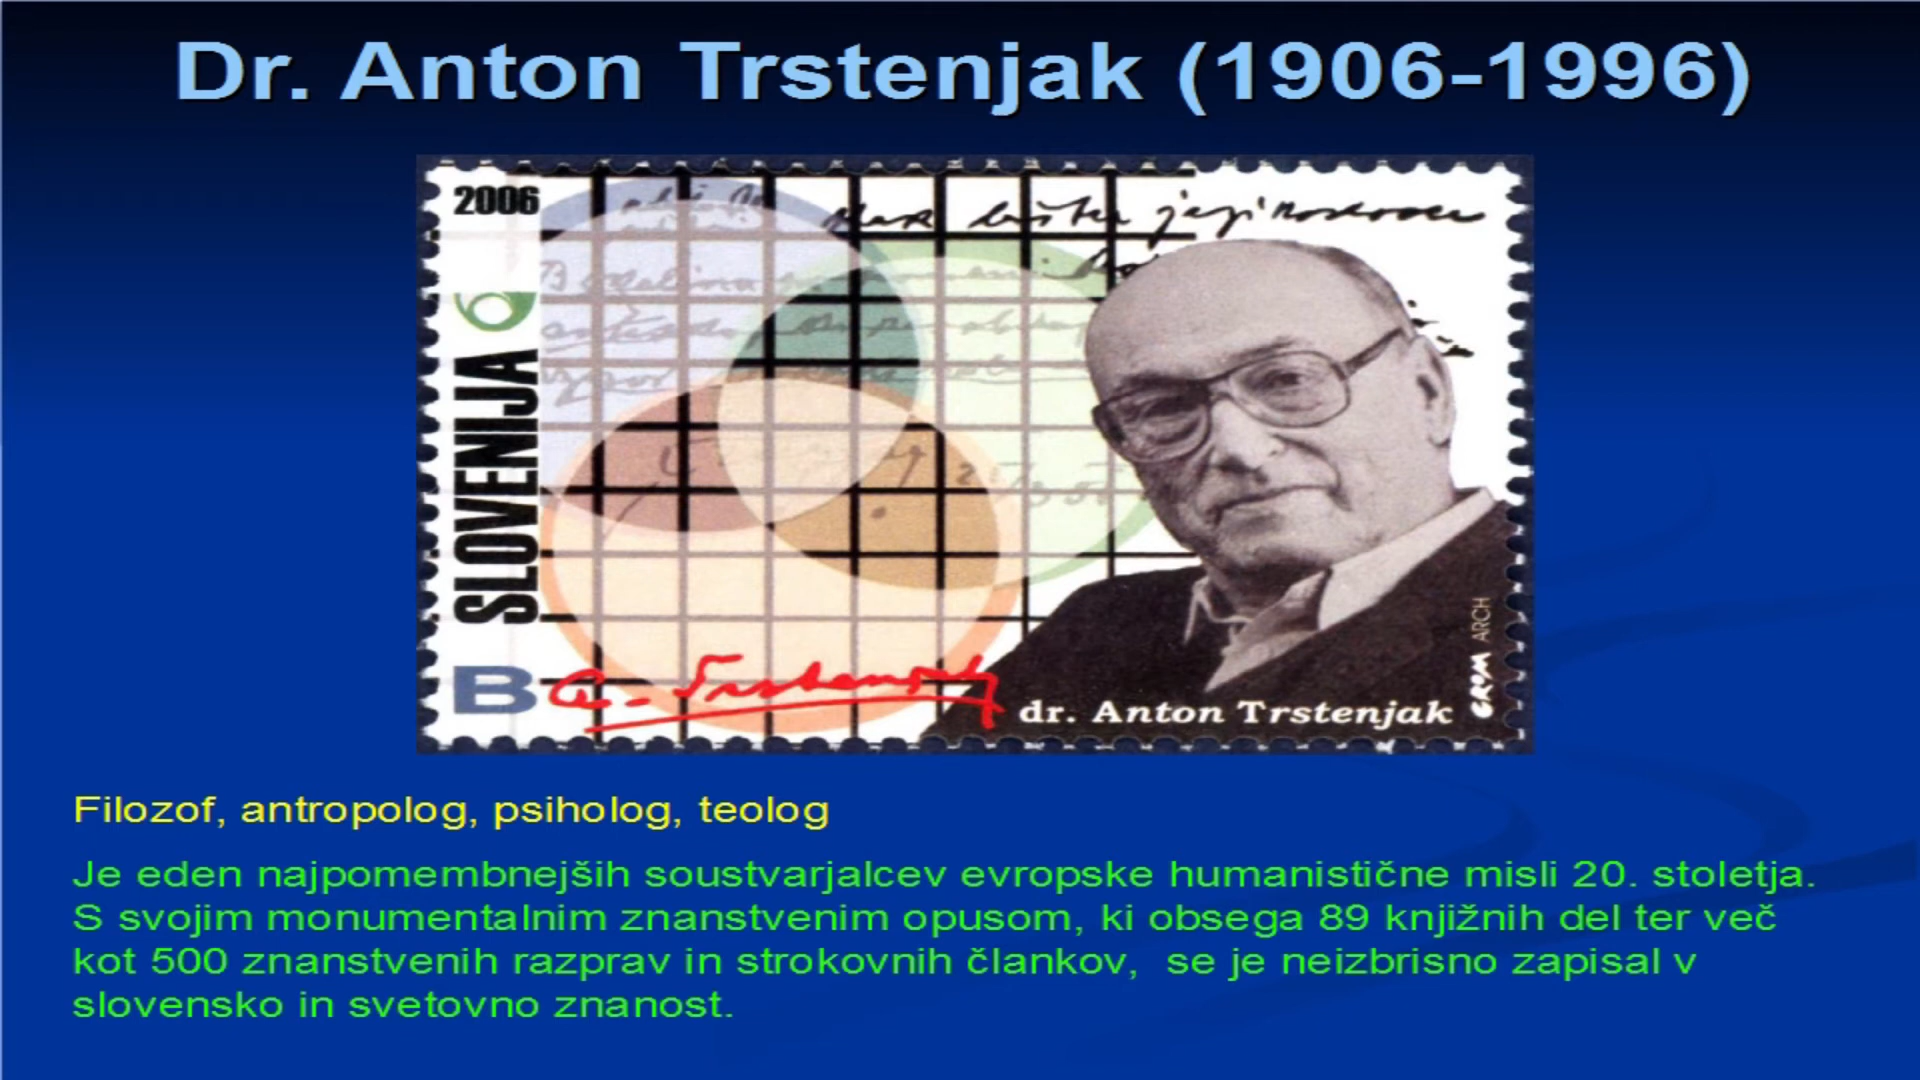 Dr. Anton Trstenjak (1906-1996)
2006
SLOVENIJA
B
A. Trstenjak
dr. Anton Trstenjak
GROM ARCH
Filozof, antropolog, psiholog, teolog
Je eden najpomembnejših soustvarjalcev evropske humanistične misli 20. stoletja.
S svojim monumentalnim znanstvenim opusom, ki obsega 89 knjižnih del ter več
kot 500 znanstvenih razprav in strokovnih člankov, se je neizbrisno zapisal v
slovensko in svetovno znanost.